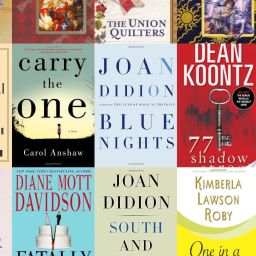 THE UNION
QUILTERS
carry
the
one
a Novel
Carol Anshaw
JOAN
DIDION
BLUE
NIGHTS
DEAN
KOONTZ
77
shadow
DIANE MOTT
DAVIDSON
FATALLY
JOAN
DIDION
SOUTH
AND
KIMBERLA
LAWSON
ROBY
One in a